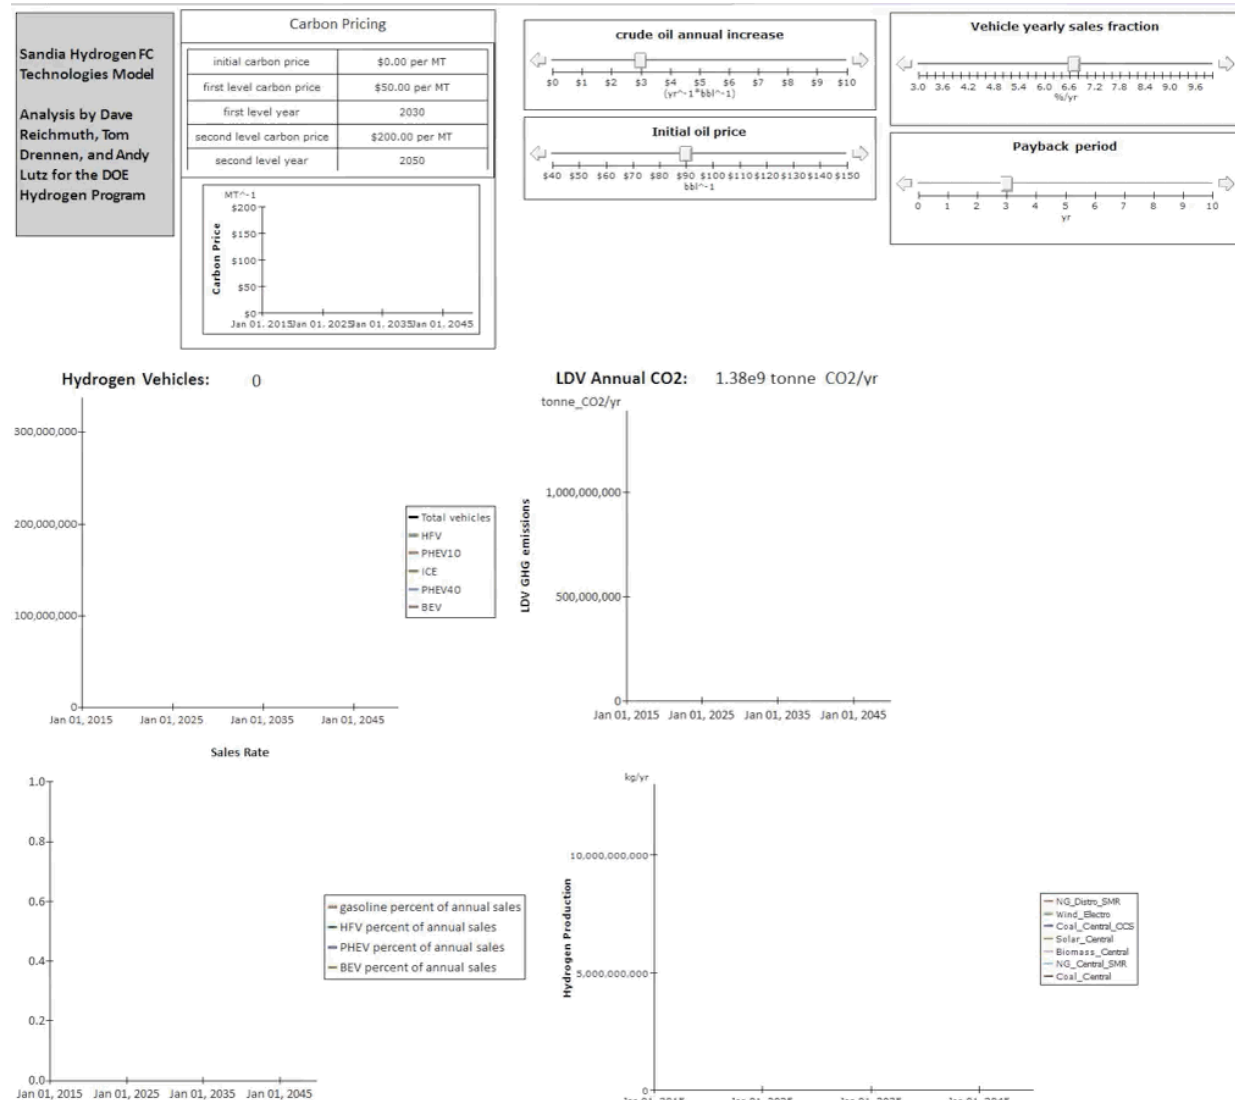 Sandia Hydrogen FC
Technologies Model
Analysis by Dave
Reichmuth, Tom
Drennen, and Andy
Lutz for the DOE
Hydrogen Program
Carbon Pricing
initial carbon price $0.00 per MT
first level carbon price $50.00 per MT
first level year 2030
second level carbon price $200.00 per MT
second level year 2050
MT^-1
$200
$150
$100
$50
$0
Carbon Price
Jan 01, 2015 Jan 01, 2025 Jan 01, 2035 Jan 01, 2045
crude oil annual increase
$0 $1 $2 $3 $4 $5 $6 $7 $8 $9 $10
(yr^-1*bbl^-1)
Initial oil price
$40 $50 $60 $70 $80 $90 $100 $110 $120 $130 $140 $150
bbl^-1
Vehicle yearly sales fraction
3.0 3.6 4.2 4.8 5.4 6.0 6.6 7.2 7.8 8.4 9.0 9.6
%/yr
Payback period
0 1 2 3 4 5 6 7 8 9 10
yr
Hydrogen Vehicles: 0
300,000,000
200,000,000
100,000,000
0
Jan 01, 2015 Jan 01, 2025 Jan 01, 2035 Jan 01, 2045
Total vehicles
HFV
PHEV10
ICE
PHEV40
BEV
LDV Annual CO2: 1.38e9 tonne CO2/yr
tonne_CO2/yr
1,000,000,000
500,000,000
0
LDV GHG emissions
Jan 01, 2015 Jan 01, 2025 Jan 01, 2035 Jan 01, 2045
Sales Rate
1.0
0.8
0.6
0.4
0.2
0.0
Jan 01, 2015 Jan 01, 2025 Jan 01, 2035 Jan 01, 2045
gasoline percent of annual sales
HFV percent of annual sales
PHEV percent of annual sales
BEV percent of annual sales
kg/yr
10,000,000,000
5,000,000,000
0
Hydrogen Production
Jan 01, 2015 Jan 01, 2025 Jan 01, 2035 Jan 01, 2045
NG_Distro_SMR
Wind_Electro
Coal_Central_CCS
Solar_Central
Biomass_Central
NG_Central_SMR
Coal_Central